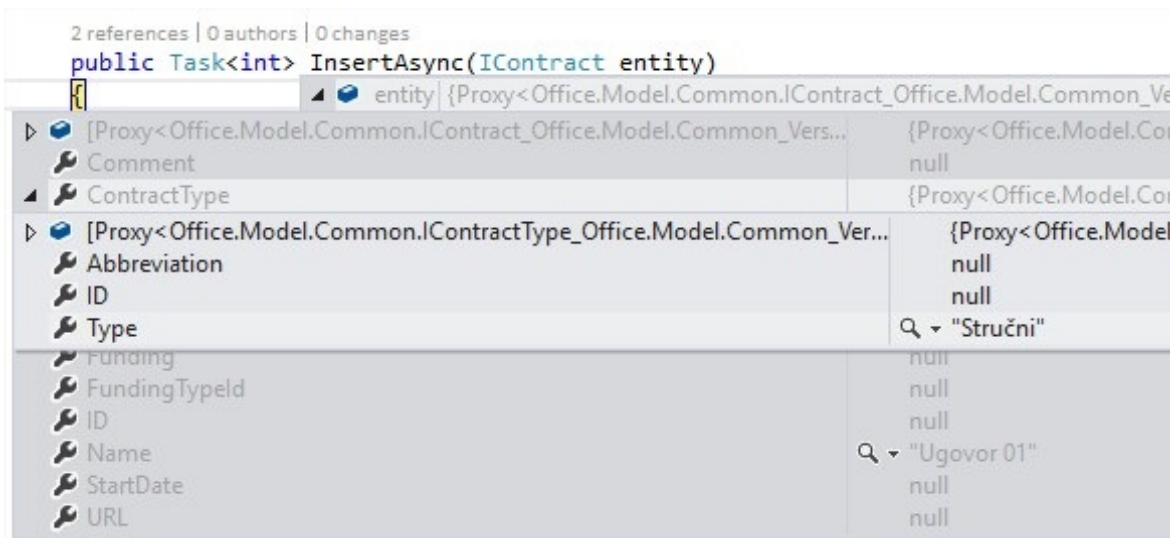 2 references | 0 authors | 0 changes
public Task<int> InsertAsync(IContract entity)
{
entity {Proxy<Office.Model.Common.IContract_Office.Model.Common_Ve
[Proxy<Office.Model.Common.IContract_Office.Model.Common_Vers... {Proxy<Office.Model.Co
Comment null
ContractType {Proxy<Office.Model.Co
[Proxy<Office.Model.Common.IContractType_Office.Model.Common_Ver... {Proxy<Office.Model
Abbreviation null
ID null
Type "Stručni"
Funding null
FundingTypeId null
ID null
Name "Ugovor 01"
StartDate null
URL null